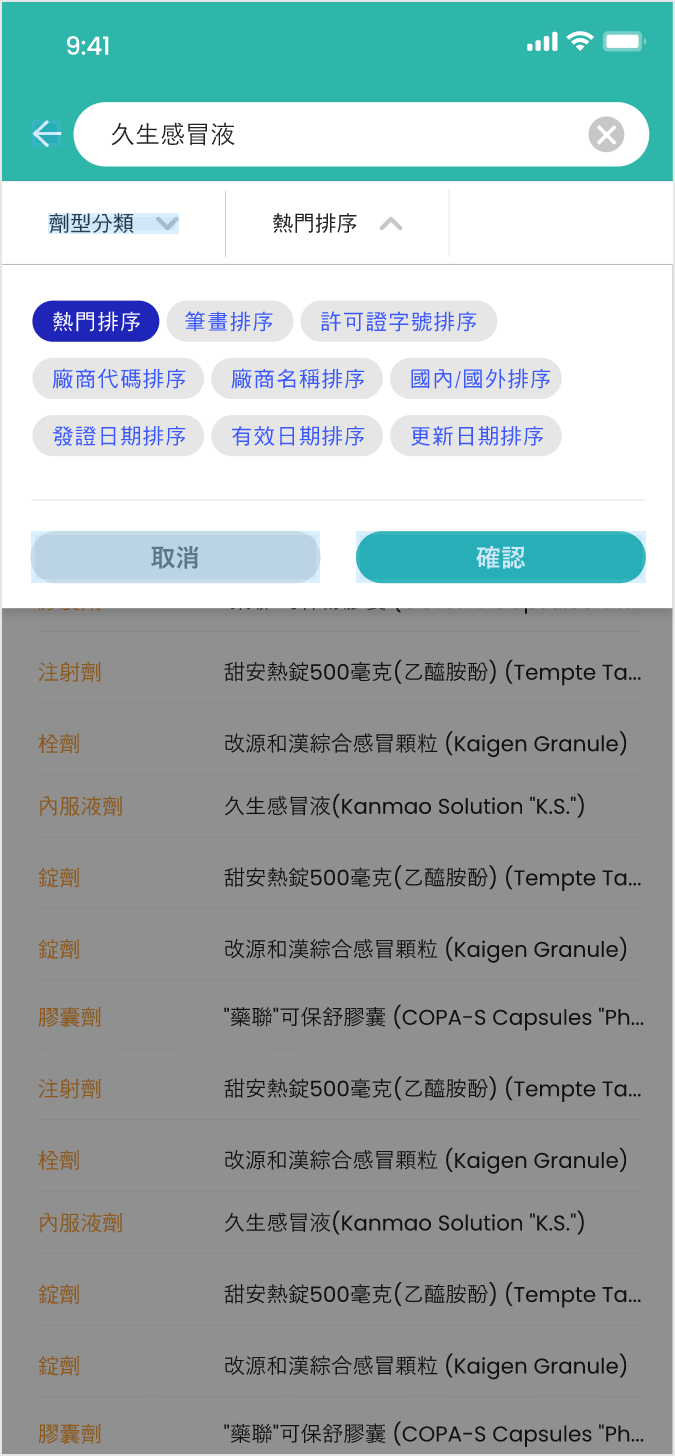 9:41
久生感冒液
劑型分類 熱門排序
熱門排序 筆畫排序 許可證字號排序
廠商代碼排序 廠商名稱排序 國內/國外排序
發證日期排序 有效日期排序 更新日期排序
取消 確認
注射劑 甜安熱錠500毫克(乙醯胺酚) (Tempte Ta...
栓劑 改源和漢綜合感冒顆粒 (Kaigen Granule)
內服液劑 久生感冒液(Kanmao Solution "K.S.")
錠劑 甜安熱錠500毫克(乙醯胺酚) (Tempte Ta...
錠劑 改源和漢綜合感冒顆粒 (Kaigen Granule)
膠囊劑 "藥聯"可保舒膠囊 (COPA-S Capsules "Ph...
注射劑 甜安熱錠500毫克(乙醯胺酚) (Tempte Ta...
栓劑 改源和漢綜合感冒顆粒 (Kaigen Granule)
內服液劑 久生感冒液(Kanmao Solution "K.S.")
錠劑 甜安熱錠500毫克(乙醯胺酚) (Tempte Ta...
錠劑 改源和漢綜合感冒顆粒 (Kaigen Granule)
膠囊劑 "藥聯"可保舒膠囊 (COPA-S Capsules "Ph...